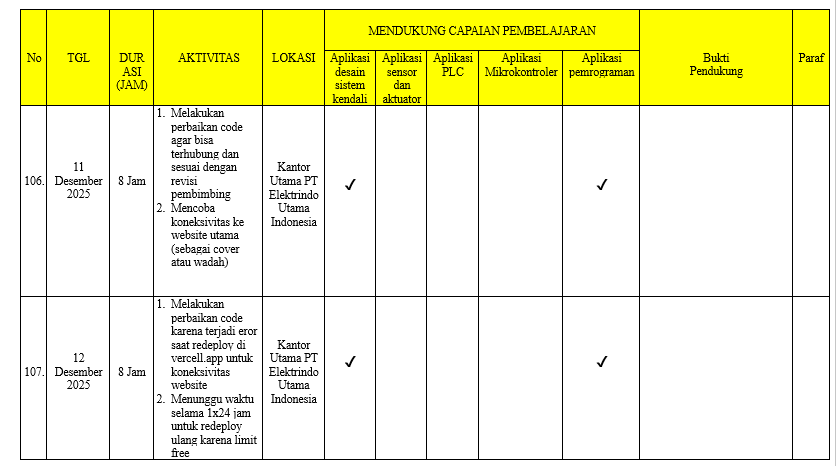 No
TGL
DUR
ASI
(JAM)
AKTIVITAS
LOKASI
MENDUKUNG CAPAIAN PEMBELAJARAN
Aplikasi
desain
sistem
kendali
Aplikasi
sensor
dan
aktuator
Aplikasi
PLC
Aplikasi
Mikrokontroler
Aplikasi
pemrograman
Bukti
Pendukung
Paraf
106.
11
Desember
2025
8 Jam
1. Melakukan
perbaikan code
agar bisa
terhubung dan
sesuai dengan
revisi
pembimbing
2. Mencoba
koneksivitas ke
website utama
(sebagai cover
atau wadah)
Kantor
Utama PT
Elektrindo
Utama
Indonesia
✓
✓
107.
12
Desember
2025
8 Jam
1. Melakukan
perbaikan code
karena terjadi eror
saat redeploy di
vercell.app untuk
koneksivitas
website
2. Menunggu waktu
selama 1x24 jam
untuk redeploy
ulang karena limit
free
Kantor
Utama PT
Elektrindo
Utama
Indonesia
✓
✓